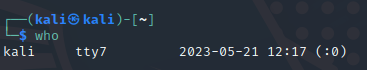 ┌──(kali㉿kali)-[~]
└─$ who
kali     tty7         2023-05-21 12:17 (:0)